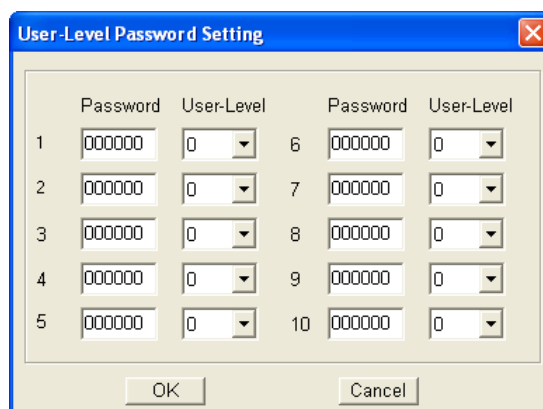 User-Level Password Setting
Password User-Level Password User-Level
1 000000 0 6 000000 0
2 000000 0 7 000000 0
3 000000 0 8 000000 0
4 000000 0 9 000000 0
5 000000 0 10 000000 0
OK Cancel